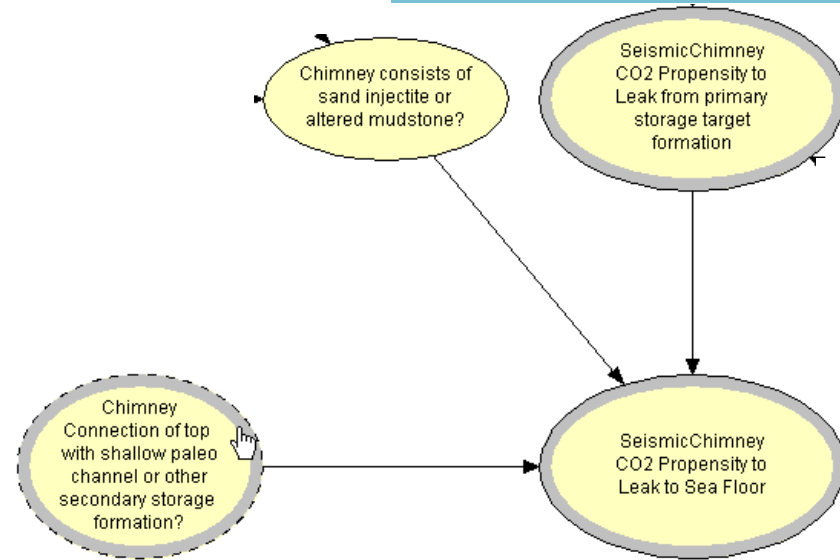 Chimney consists of
sand injectite or
altered mudstone?
SeismicChimney
CO2 Propensity to
Leak from primary
storage target
formation
Chimney
Connection of top
with shallow paleo
channel or other
secondary storage
formation?
SeismicChimney
CO2 Propensity to
Leak to Sea Floor